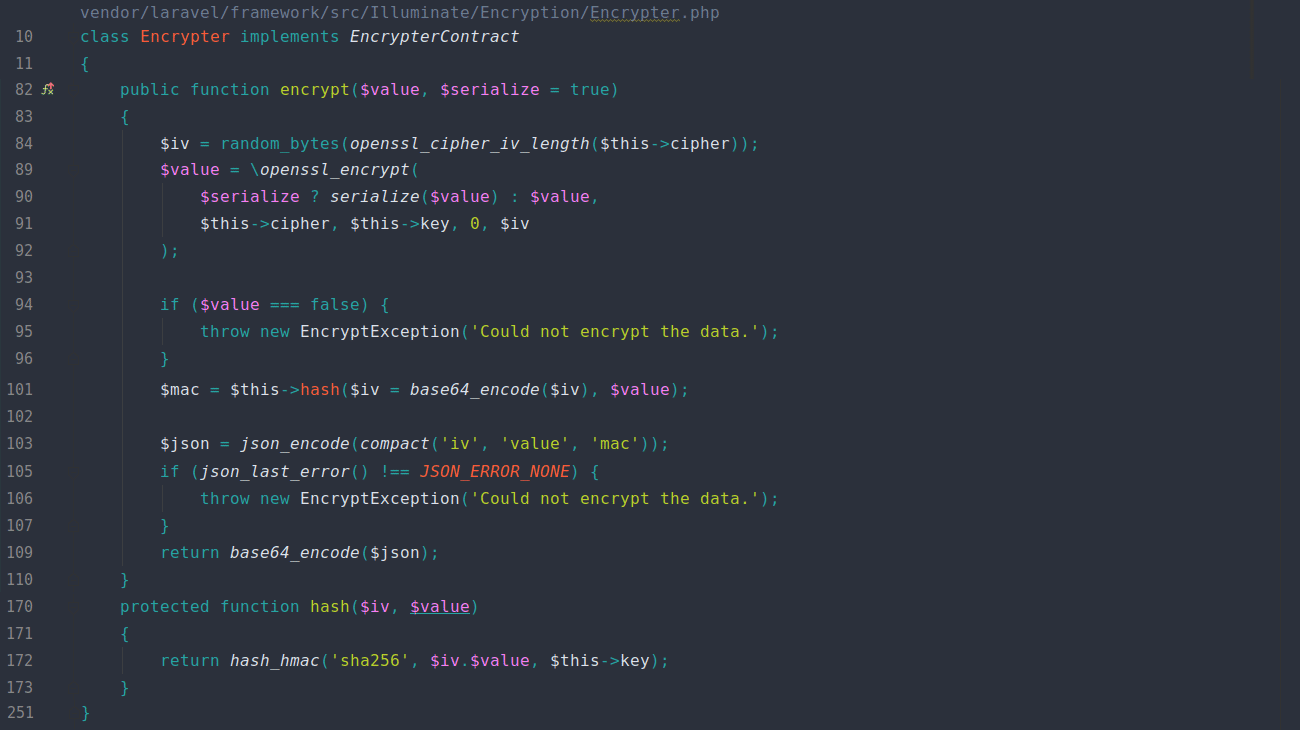 vendor/laravel/framework/src/Illuminate/Encryption/Encrypter.php
10 class Encrypter implements EncrypterContract
11 {
82 public function encrypt($value, $serialize = true)
83 {
84 $iv = random_bytes(openssl_cipher_iv_length($this->cipher));
89 $value = \openssl_encrypt(
90 $serialize ? serialize($value) : $value,
91 $this->cipher, $this->key, 0, $iv
92 );
93
94 if ($value === false) {
95 throw new EncryptException('Could not encrypt the data.');
96 }
101 $mac = $this->hash($iv = base64_encode($iv), $value);
102
103 $json = json_encode(compact('iv', 'value', 'mac'));
105 if (json_last_error() !== JSON_ERROR_NONE) {
106 throw new EncryptException('Could not encrypt the data.');
107 }
109 return base64_encode($json);
110 }
170 protected function hash($iv, $value)
171 {
172 return hash_hmac('sha256', $iv.$value, $this->key);
173 }
251 }